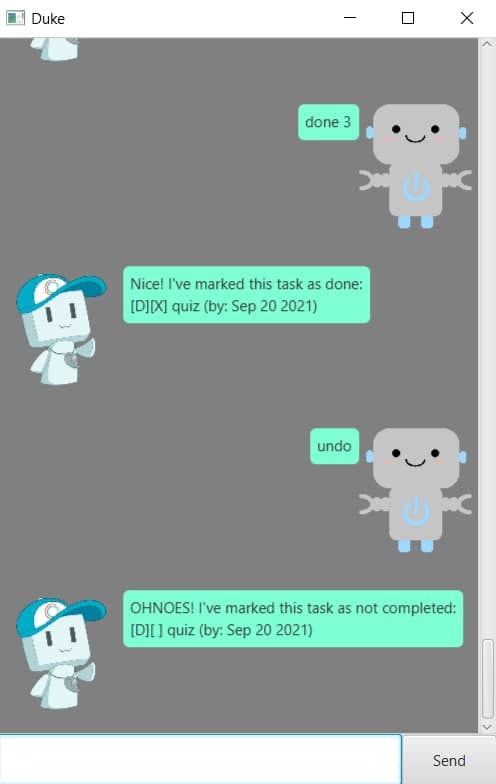 Duke
done 3
Nice! I've marked this task as done:
[D][X] quiz (by: Sep 20 2021)
undo
OHNOES! I've marked this task as not completed:
[D][ ] quiz (by: Sep 20 2021)
Send